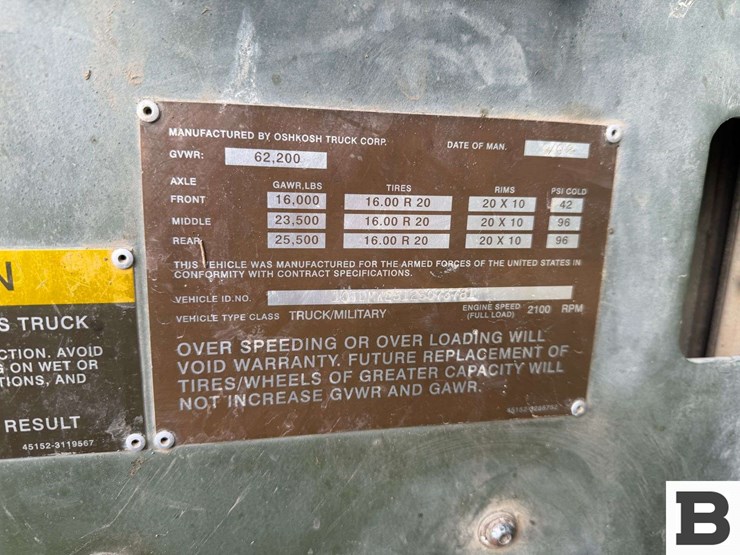 MANUFACTURED BY OSHKOSH TRUCK CORP. DATE OF MAN.
GVWR: 62,200
AXLE GAWR,LBS TIRES RIMS PSI COLD
FRONT 16,000 16.00 R 20 20 X 10 42
MIDDLE 23,500 16.00 R 20 20 X 10 96
REAR 25,500 16.00 R 20 20 X 10 96
THIS VEHICLE WAS MANUFACTURED FOR THE ARMED FORCES OF THE UNITED STATES IN
CONFORMITY WITH CONTRACT SPECIFICATIONS.
VEHICLE ID.NO.
VEHICLE TYPE CLASS TRUCK/MILITARY ENGINE SPEED (FULL LOAD) 2100 RPM
OVER SPEEDING OR OVER LOADING WILL
VOID WARRANTY. FUTURE REPLACEMENT OF
TIRES/WHEELS OF GREATER CAPACITY WILL
NOT INCREASE GVWR AND GAWR.
N
S TRUCK
CTION. AVOID
G ON WET OR
TIONS, AND
RESULT
45152-3119567
B